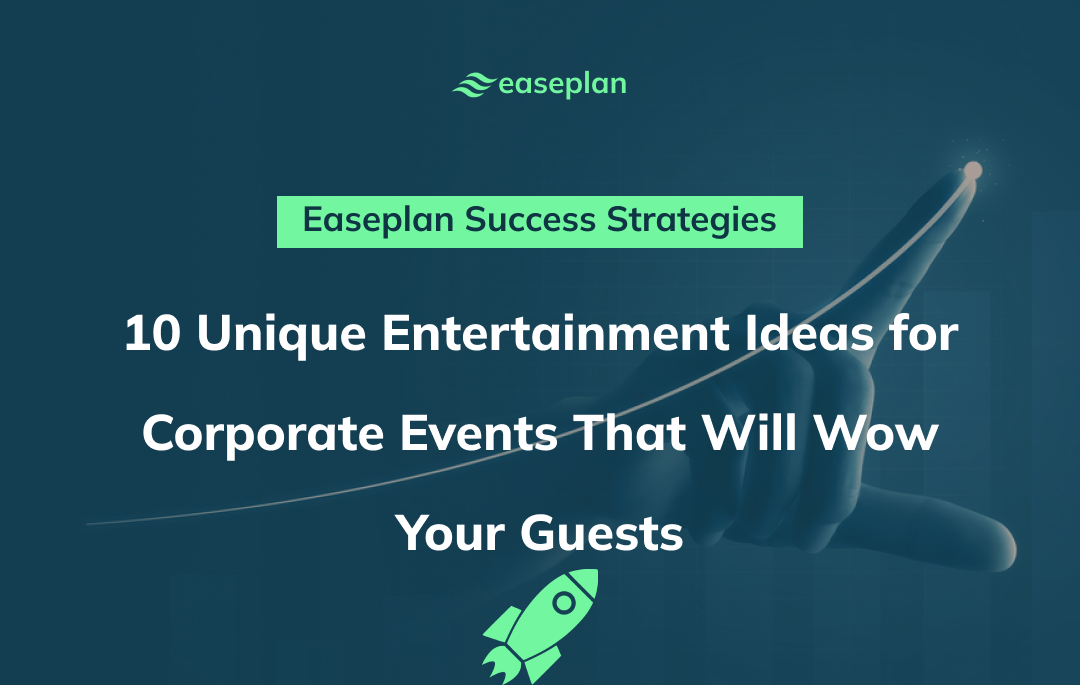 easeplan
Easeplan Success Strategies
10 Unique Entertainment Ideas for
Corporate Events That Will Wow
Your Guests